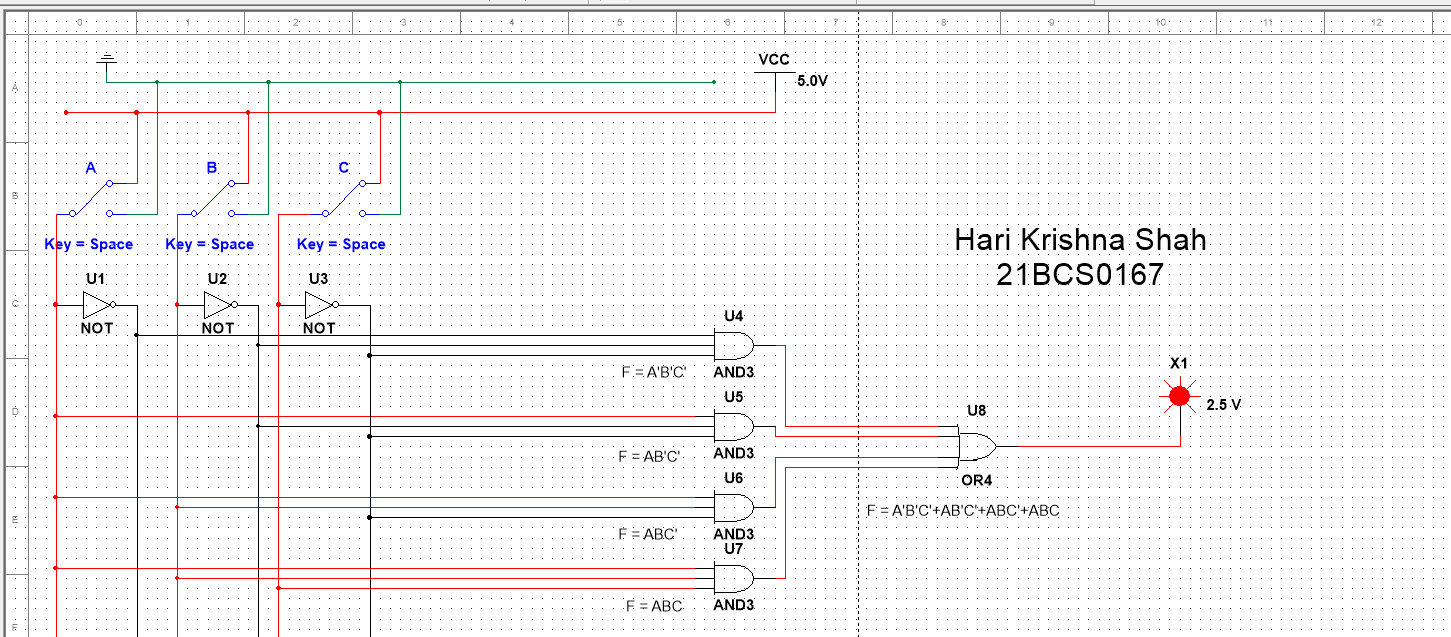 0 1 2 3 4 5 6 7 8 9 10 11 12
VCC
5.0V
A
A B C
B
Key = Space Key = Space Key = Space
Hari Krishna Shah
21BCS0167
U1 U2 U3
C
NOT NOT NOT
U4
F = A'B'C' AND3
X1
2.5 V
U5
D
U8
F = AB'C' AND3
U6
OR4
F = A'B'C'+AB'C'+ABC'+ABC
E
F = ABC' AND3
U7
F = ABC AND3
F